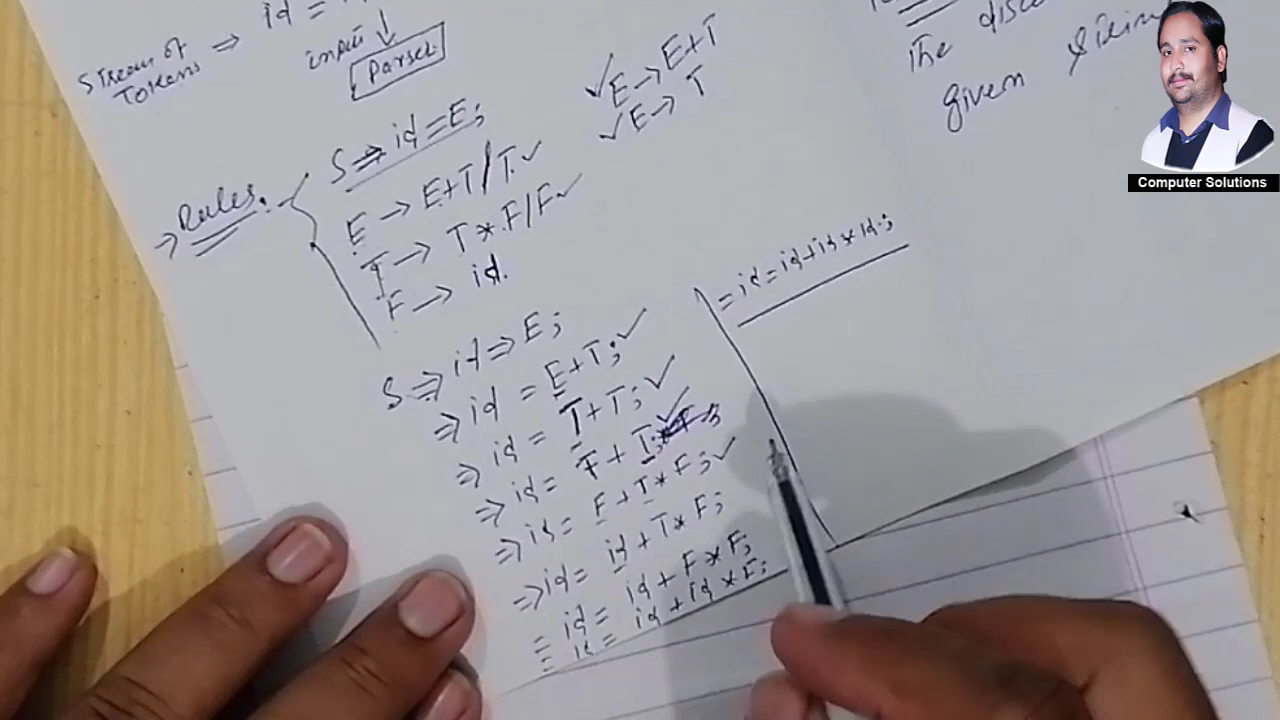 id =
Stream of
Tokens ⇒
input ↓
Parser
✓ E → E+T
✓ E → T
the
given
Computer Solutions
⇒ Rules.
S ⇒ id = E;
E → E+T/T ✓
T → T * F/F ✓
F → id.
S ⇒ id ⇒ E;
⇒ id = E+T; ✓
⇒ id = T+T; ✓
⇒ id = F + T; ✓
⇒ id = F + T * F; ✓
⇒ id = id + T * F;
= id = id + F * F;
= id = id + id * F;
= id = id + id * id;